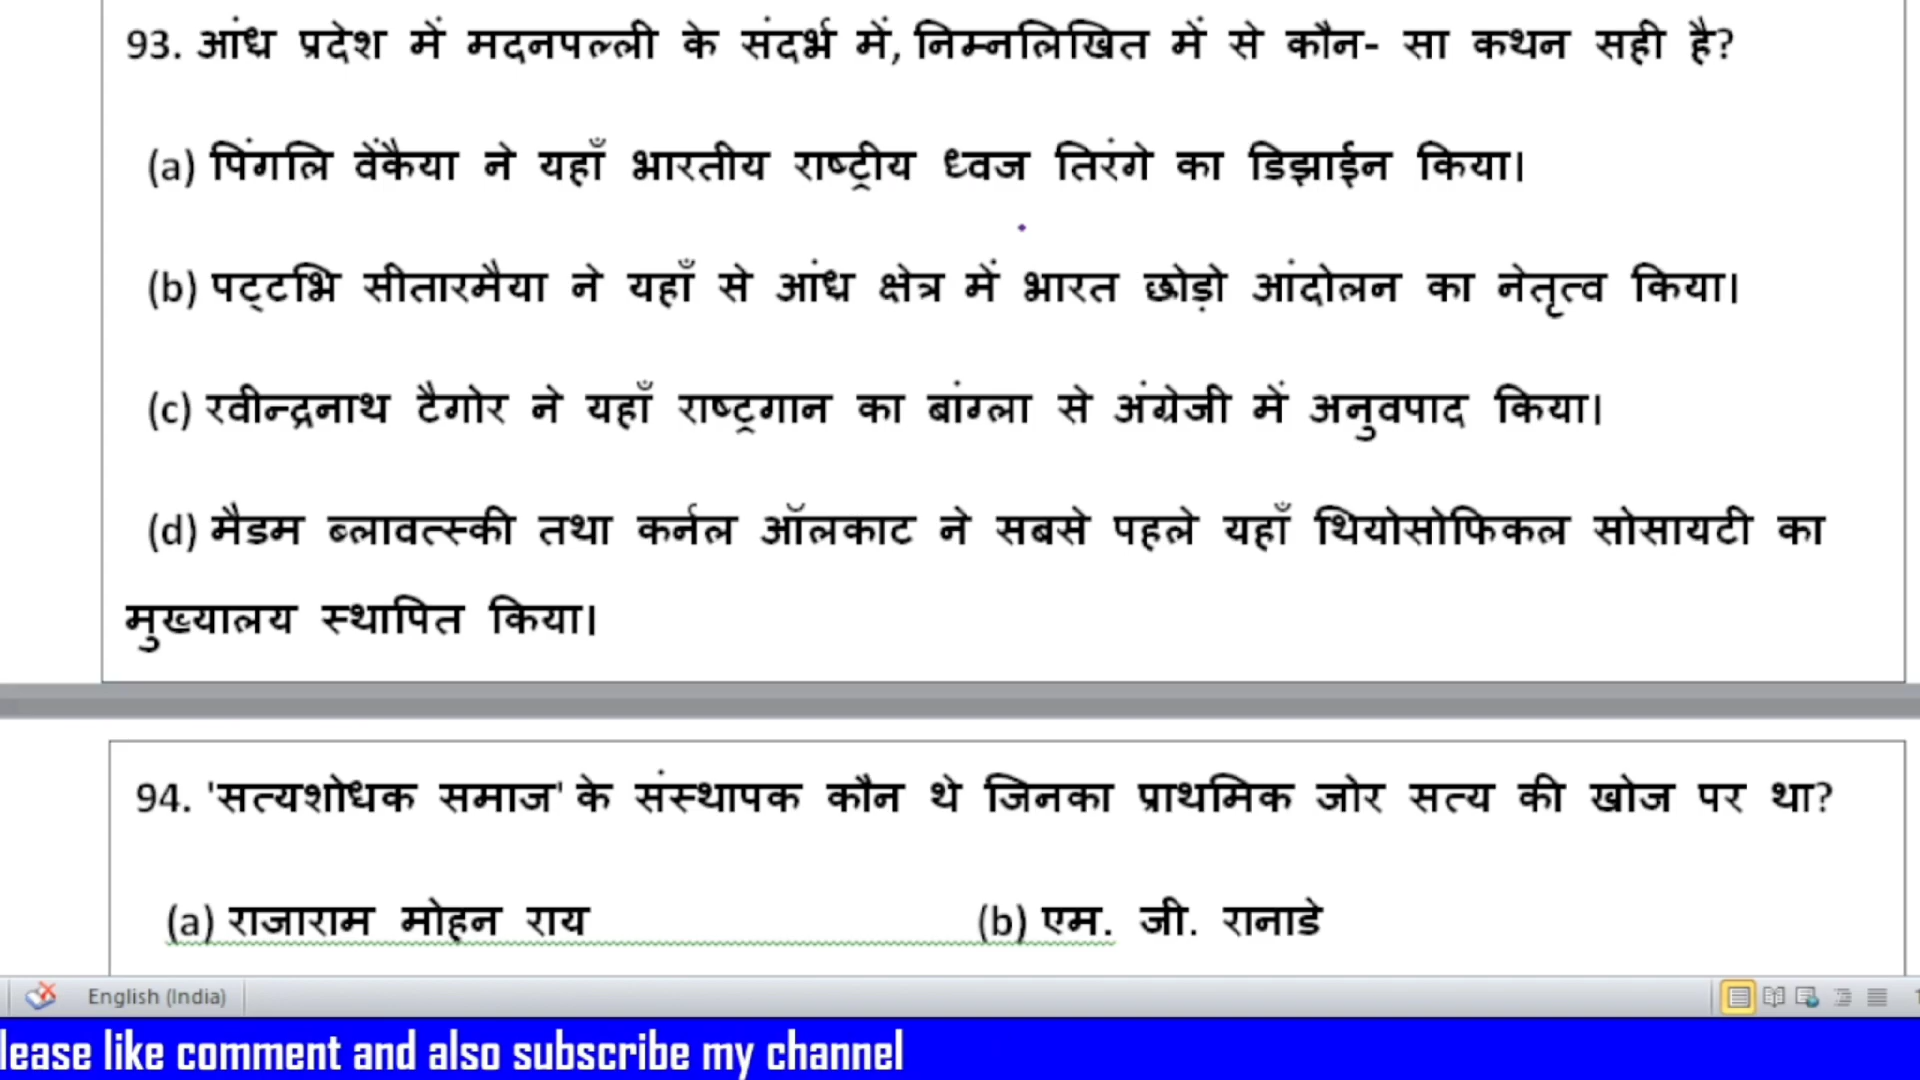 93. आंध्र प्रदेश में मदनपल्ली के संदर्भ में, निम्नलिखित में से कौन- सा कथन सही है?
(a) पिंगलि वेंकैया ने यहाँ भारतीय राष्ट्रीय ध्वज तिरंगे का डिझाईन किया।
(b) पट्टभि सीतारमैया ने यहाँ से आंध्र क्षेत्र में भारत छोड़ो आंदोलन का नेतृत्व किया।
(c) रवीन्द्रनाथ टैगोर ने यहाँ राष्ट्रगान का बांग्ला से अंग्रेजी में अनुवपाद किया।
(d) मैडम ब्लावत्स्की तथा कर्नल ऑलकाट ने सबसे पहले यहाँ थियोसोफिकल सोसायटी का
मुख्यालय स्थापित किया।
94. 'सत्यशोधक समाज' के संस्थापक कौन थे जिनका प्राथमिक जोर सत्य की खोज पर था?
(a) राजाराम मोहन राय (b) एम. जी. रानाडे
English (India)
lease like comment and also subscribe my channel